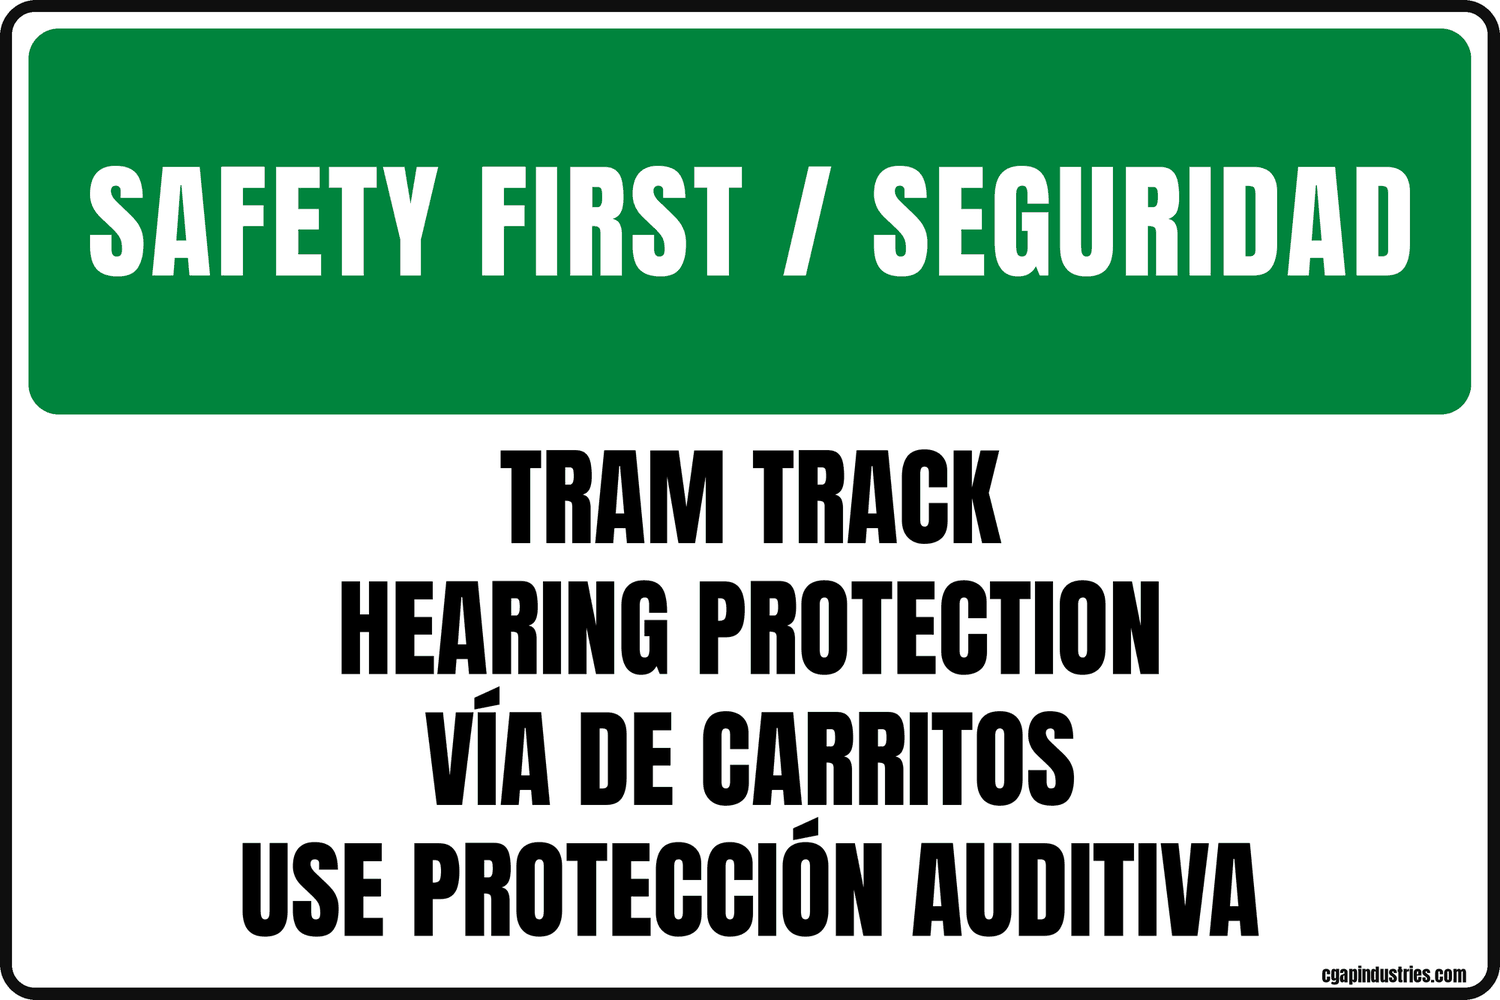 SAFETY FIRST / SEGURIDAD
TRAM TRACK
HEARING PROTECTION
VÍA DE CARRITOS
USE PROTECCIÓN AUDITIVA
cgapindustries.com